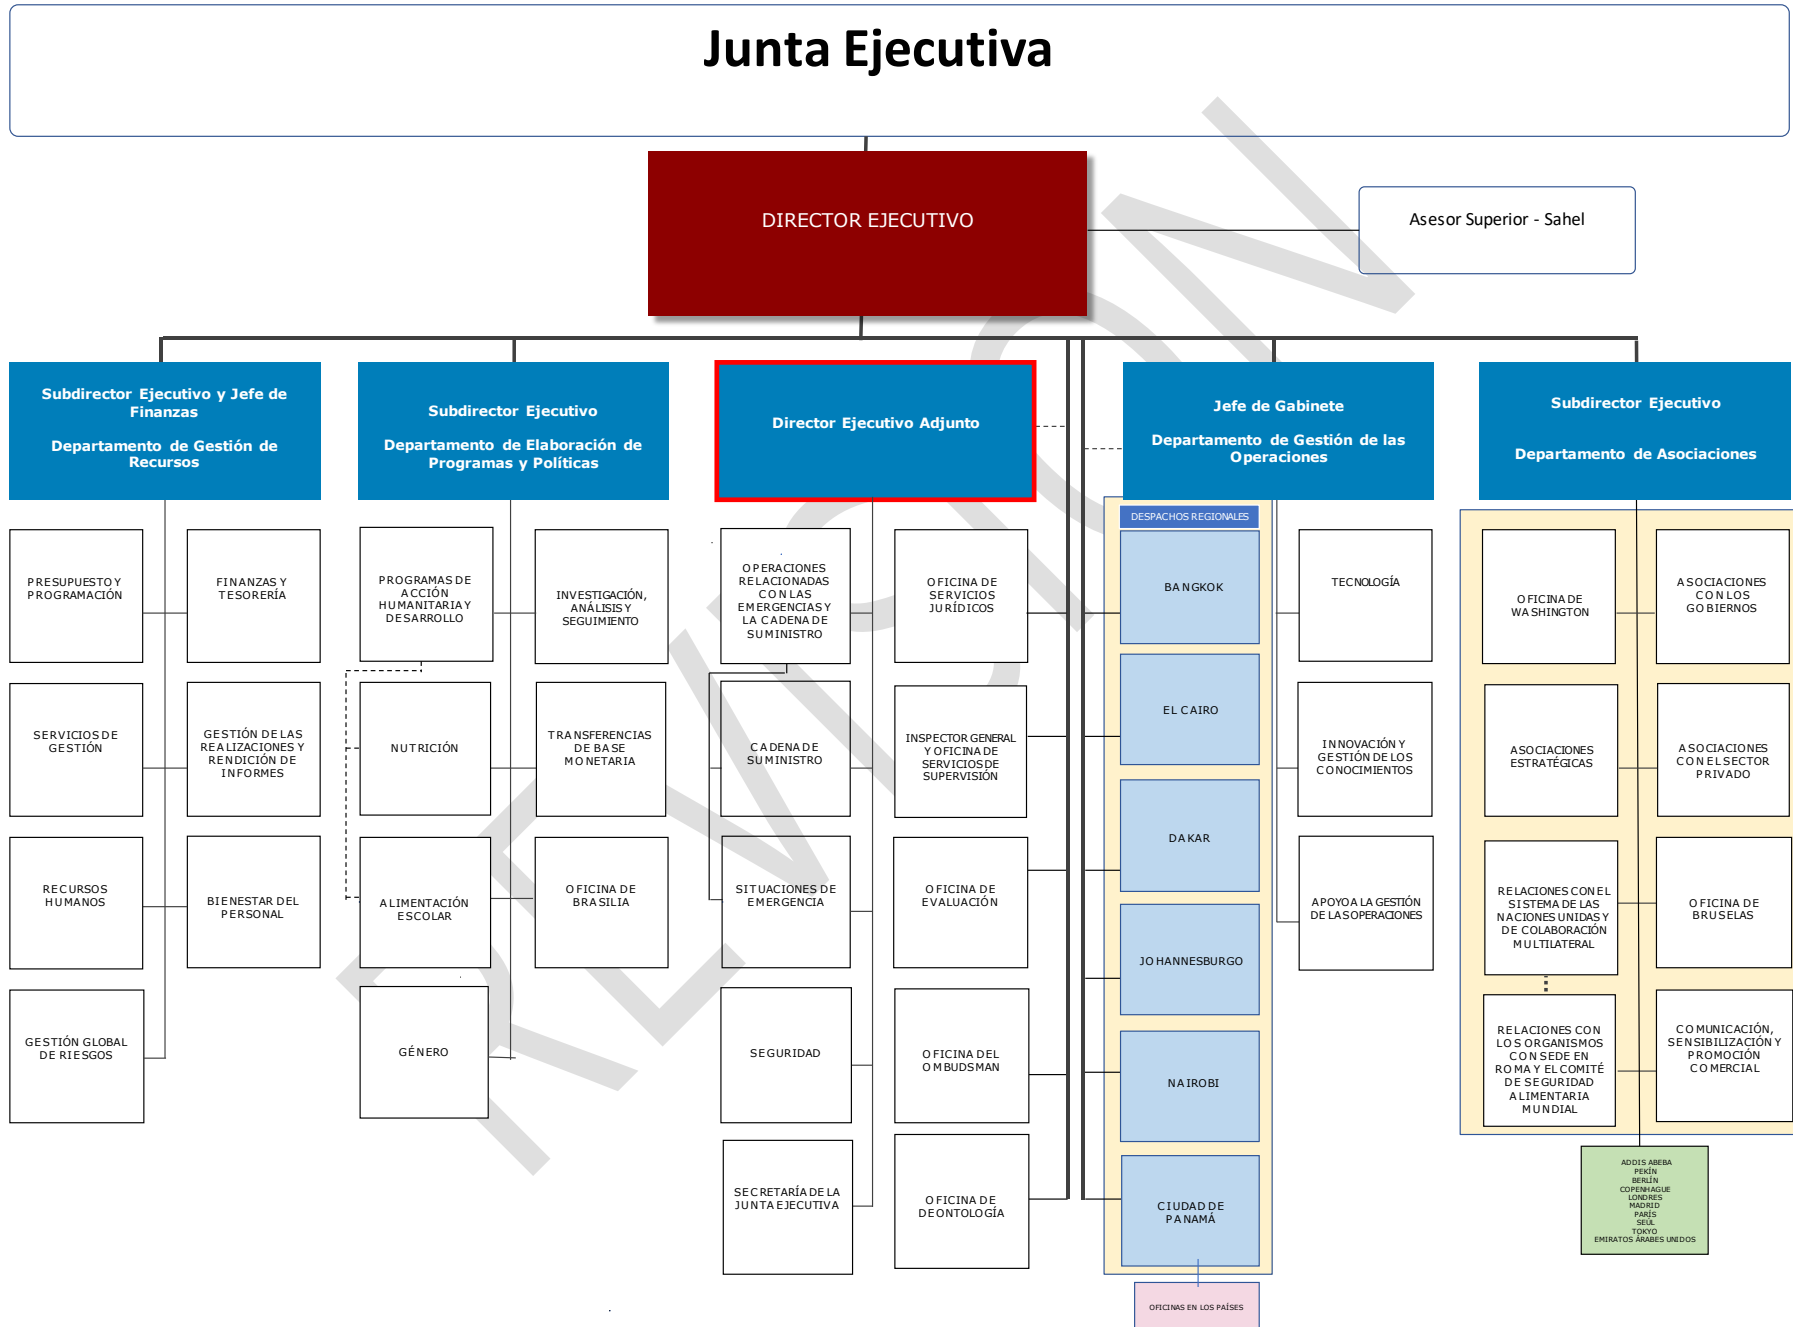 Junta Ejecutiva
DIRECTOR EJECUTIVO
Asesor Superior - Sahel
Subdirector Ejecutivo y Jefe de
Finanzas
Departamento de Gestión de
Recursos
Subdirector Ejecutivo
Departamento de Elaboración de
Programas y Políticas
Director Ejecutivo Adjunto
Jefe de Gabinete
Departamento de Gestión de las
Operaciones
Subdirector Ejecutivo
Departamento de Asociaciones
PRESUPUESTO Y
PROGRAMACIÓN
FINANZAS Y
TESORERÍA
SERVICIOS DE
GESTIÓN
GESTIÓN DE LAS
REALIZACIONES Y
RENDICIÓN DE
INFORMES
RECURSOS
HUMANOS
BIENESTAR DEL
PERSONAL
GESTIÓN GLOBAL
DE RIESGOS
PROGRAMAS DE
ACCIÓN
HUMANITARIA Y
DESARROLLO
INVESTIGACIÓN,
ANÁLISIS Y
SEGUIMIENTO
NUTRICIÓN
TRANSFERENCIAS
DE BASE
MONETARIA
ALIMENTACIÓN
ESCOLAR
OFICINA DE
BRASILIA
GÉNERO
OPERACIONES
RELACIONADAS
CON LAS
EMERGENCIAS Y
LA CADENA DE
SUMINISTRO
OFICINA DE
SERVICIOS
JURÍDICOS
CADENA DE
SUMINISTRO
INSPECTOR GENERAL
Y OFICINA DE
SERVICIOS DE
SUPERVISIÓN
SITUACIONES DE
EMERGENCIA
OFICINA DE
EVALUACIÓN
SEGURIDAD
OFICINA DEL
OMBUDSMAN
SECRETARÍA DE LA
JUNTA EJECUTIVA
OFICINA DE
DEONTOLOGÍA
DESPACHOS REGIONALES
BANGKOK
EL CAIRO
DAKAR
JOHANNESBURGO
NAIROBI
CIUDAD DE
PANAMÁ
OFICINAS EN LOS PAÍSES
TECNOLOGÍA
INNOVACIÓN Y
GESTIÓN DE LOS
CONOCIMIENTOS
APOYO A LA GESTIÓN
DE LAS OPERACIONES
OFICINA DE
WASHINGTON
ASOCIACIONES
CON LOS
GOBIERNOS
ASOCIACIONES
ESTRATÉGICAS
ASOCIACIONES
CON EL SECTOR
PRIVADO
RELACIONES CON EL
SISTEMA DE LAS
NACIONES UNIDAS Y
DE COLABORACIÓN
MULTILATERAL
OFICINA DE
BRUSELAS
RELACIONES CON
LOS ORGANISMOS
CON SEDE EN
ROMA Y EL COMITÉ
DE SEGURIDAD
ALIMENTARIA
MUNDIAL
COMUNICACIÓN,
SENSIBILIZACIÓN Y
PROMOCIÓN
COMERCIAL
ADDIS ABEBA
PEKÍN
BERLÍN
COPENHAGUE
LONDRES
MADRID
PARÍS
SEÚL
TOKYO
EMIRATOS ÁRABES UNIDOS
REVISION